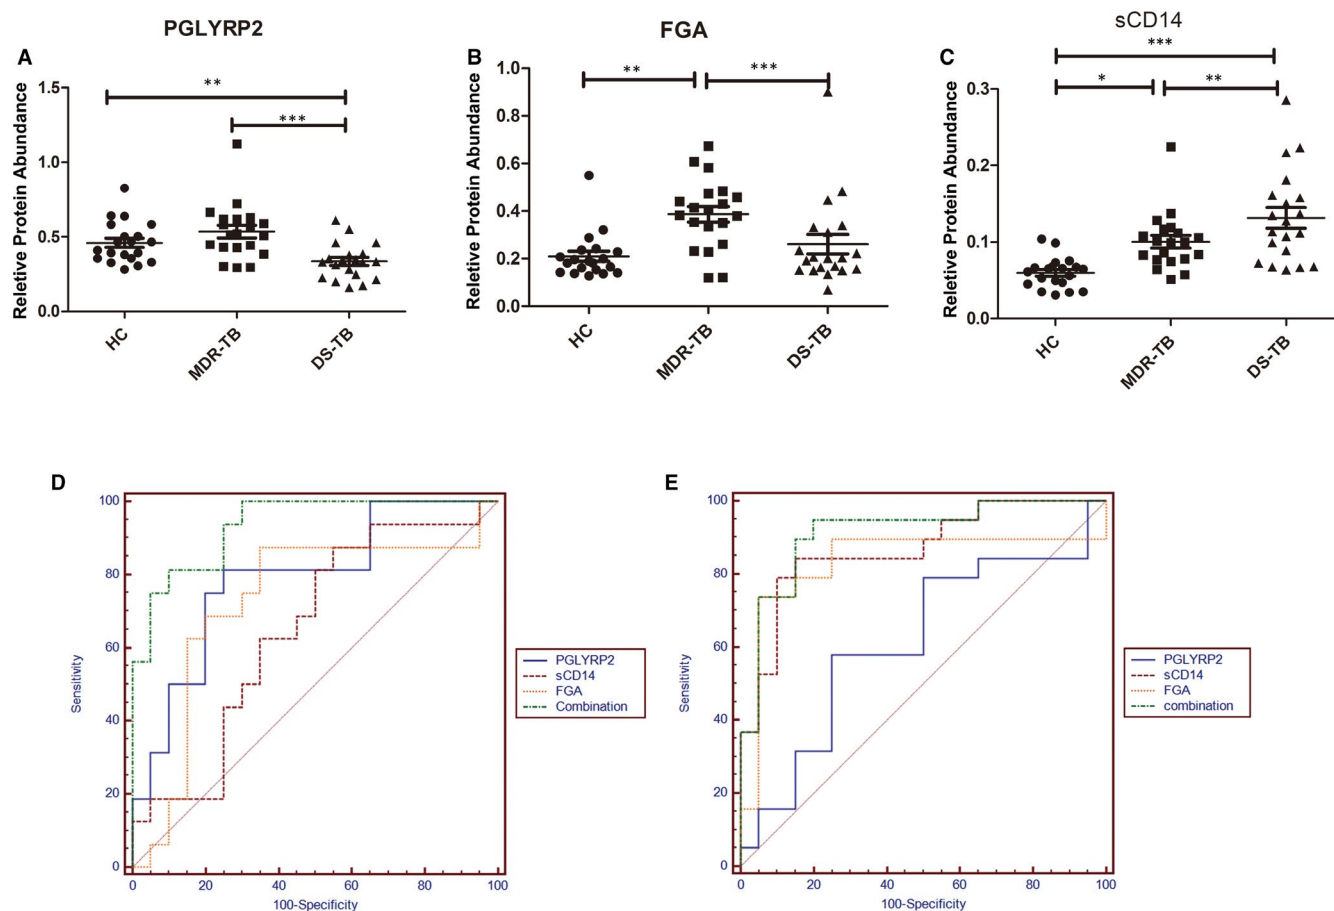 PGLYRP2
A
**
***
Reletive Protein Abundance
1.5
1.0
0.5
0.0
HC
MDR-TB
DS-TB
FGA
B
**
***
Reletive Protein Abundance
1.0
0.8
0.6
0.4
0.2
0.0
HC
MDR-TB
DS-TB
sCD14
C
***
*
**
Reletive Protein Abundance
0.3
0.2
0.1
0.0
HC
MDR-TB
DS-TB
D
Sensitivity
100
80
60
40
20
0
0 20 40 60 80 100
100-Specificity
PGLYRP2
sCD14
FGA
Combination
E
Sensitivity
100
80
60
40
20
0
0 20 40 60 80 100
100-Specificity
PGLYRP2
sCD14
FGA
combination